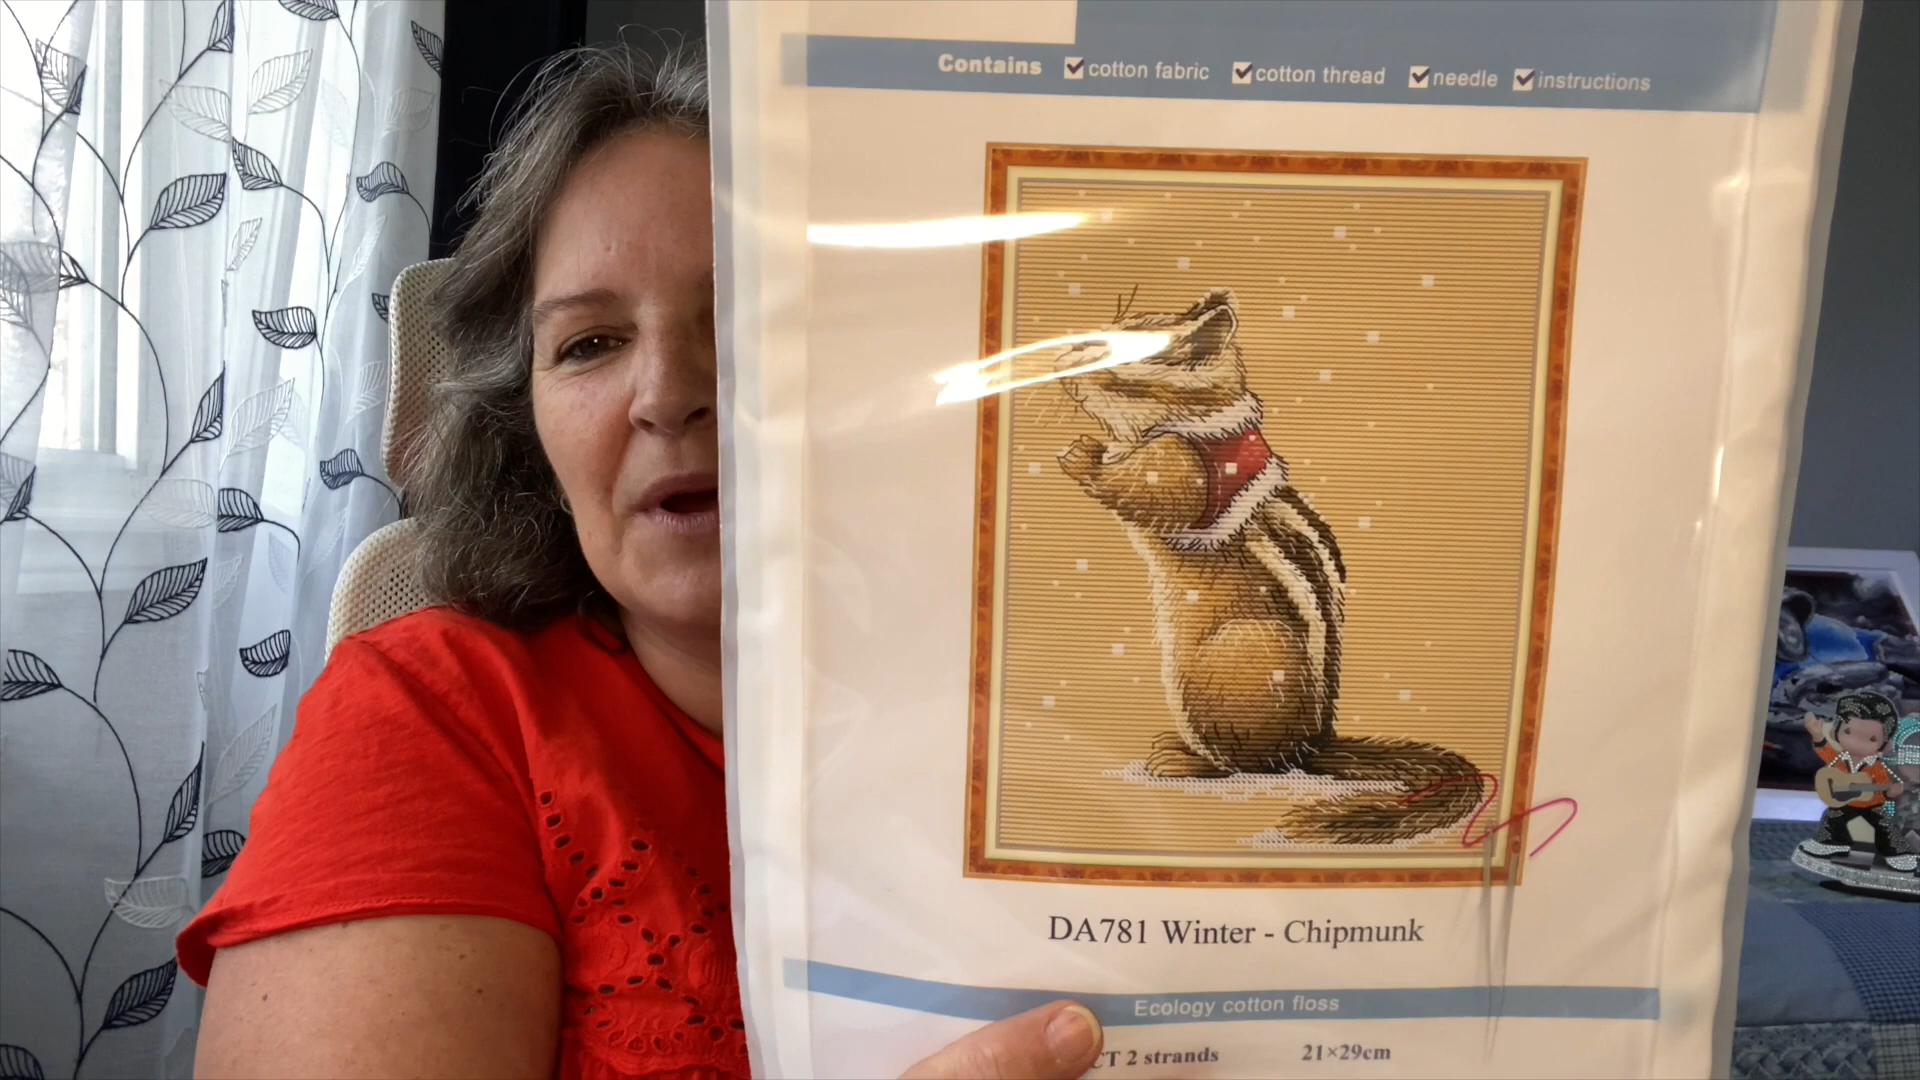 Contains ☑ cotton fabric ☑ cotton thread ☑ needle ☑ instructions
DA781 Winter - Chipmunk
Ecology cotton floss
CT 2 strands 21×29cm